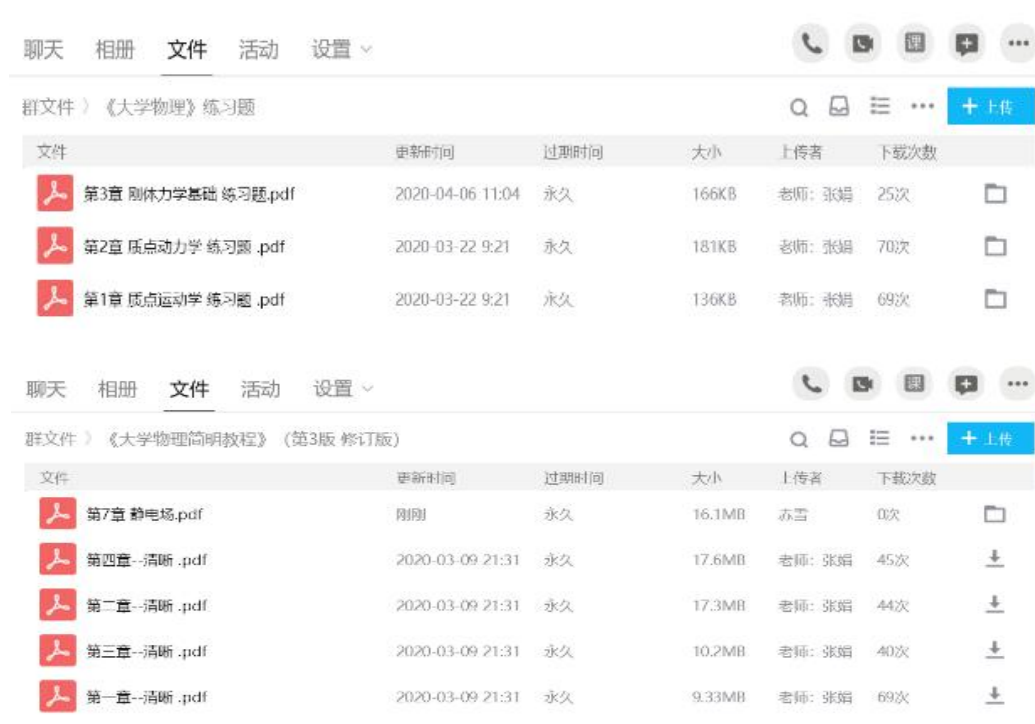 聊天 相册 文件 活动 设置
群文件 〉 《大学物理》练习题 + 上传
文件 更新时间 过期时间 大小 上传者 下载次数
第3章 刚体力学基础 练习题.pdf 2020-04-06 11:04 永久 166KB 老师：张娟 25次
第2章 质点动力学 练习题 .pdf 2020-03-22 9:21 永久 181KB 老师：张娟 70次
第1章 质点运动学 练习题 .pdf 2020-03-22 9:21 永久 136KB 老师：张娟 69次
聊天 相册 文件 活动 设置
群文件 〉 《大学物理简明教程》（第3版 修订版） + 上传
文件 更新时间 过期时间 大小 上传者 下载次数
第7章 静电场.pdf 刚刚 永久 16.1MB 苏雪 0次
第四章--清晰 .pdf 2020-03-09 21:31 永久 17.6MB 老师：张娟 45次
第二章--清晰 .pdf 2020-03-09 21:31 永久 17.3MB 老师：张娟 44次
第三章--清晰 .pdf 2020-03-09 21:31 永久 10.2MB 老师：张娟 40次
第一章--清晰 .pdf 2020-03-09 21:31 永久 9.33MB 老师：张娟 69次